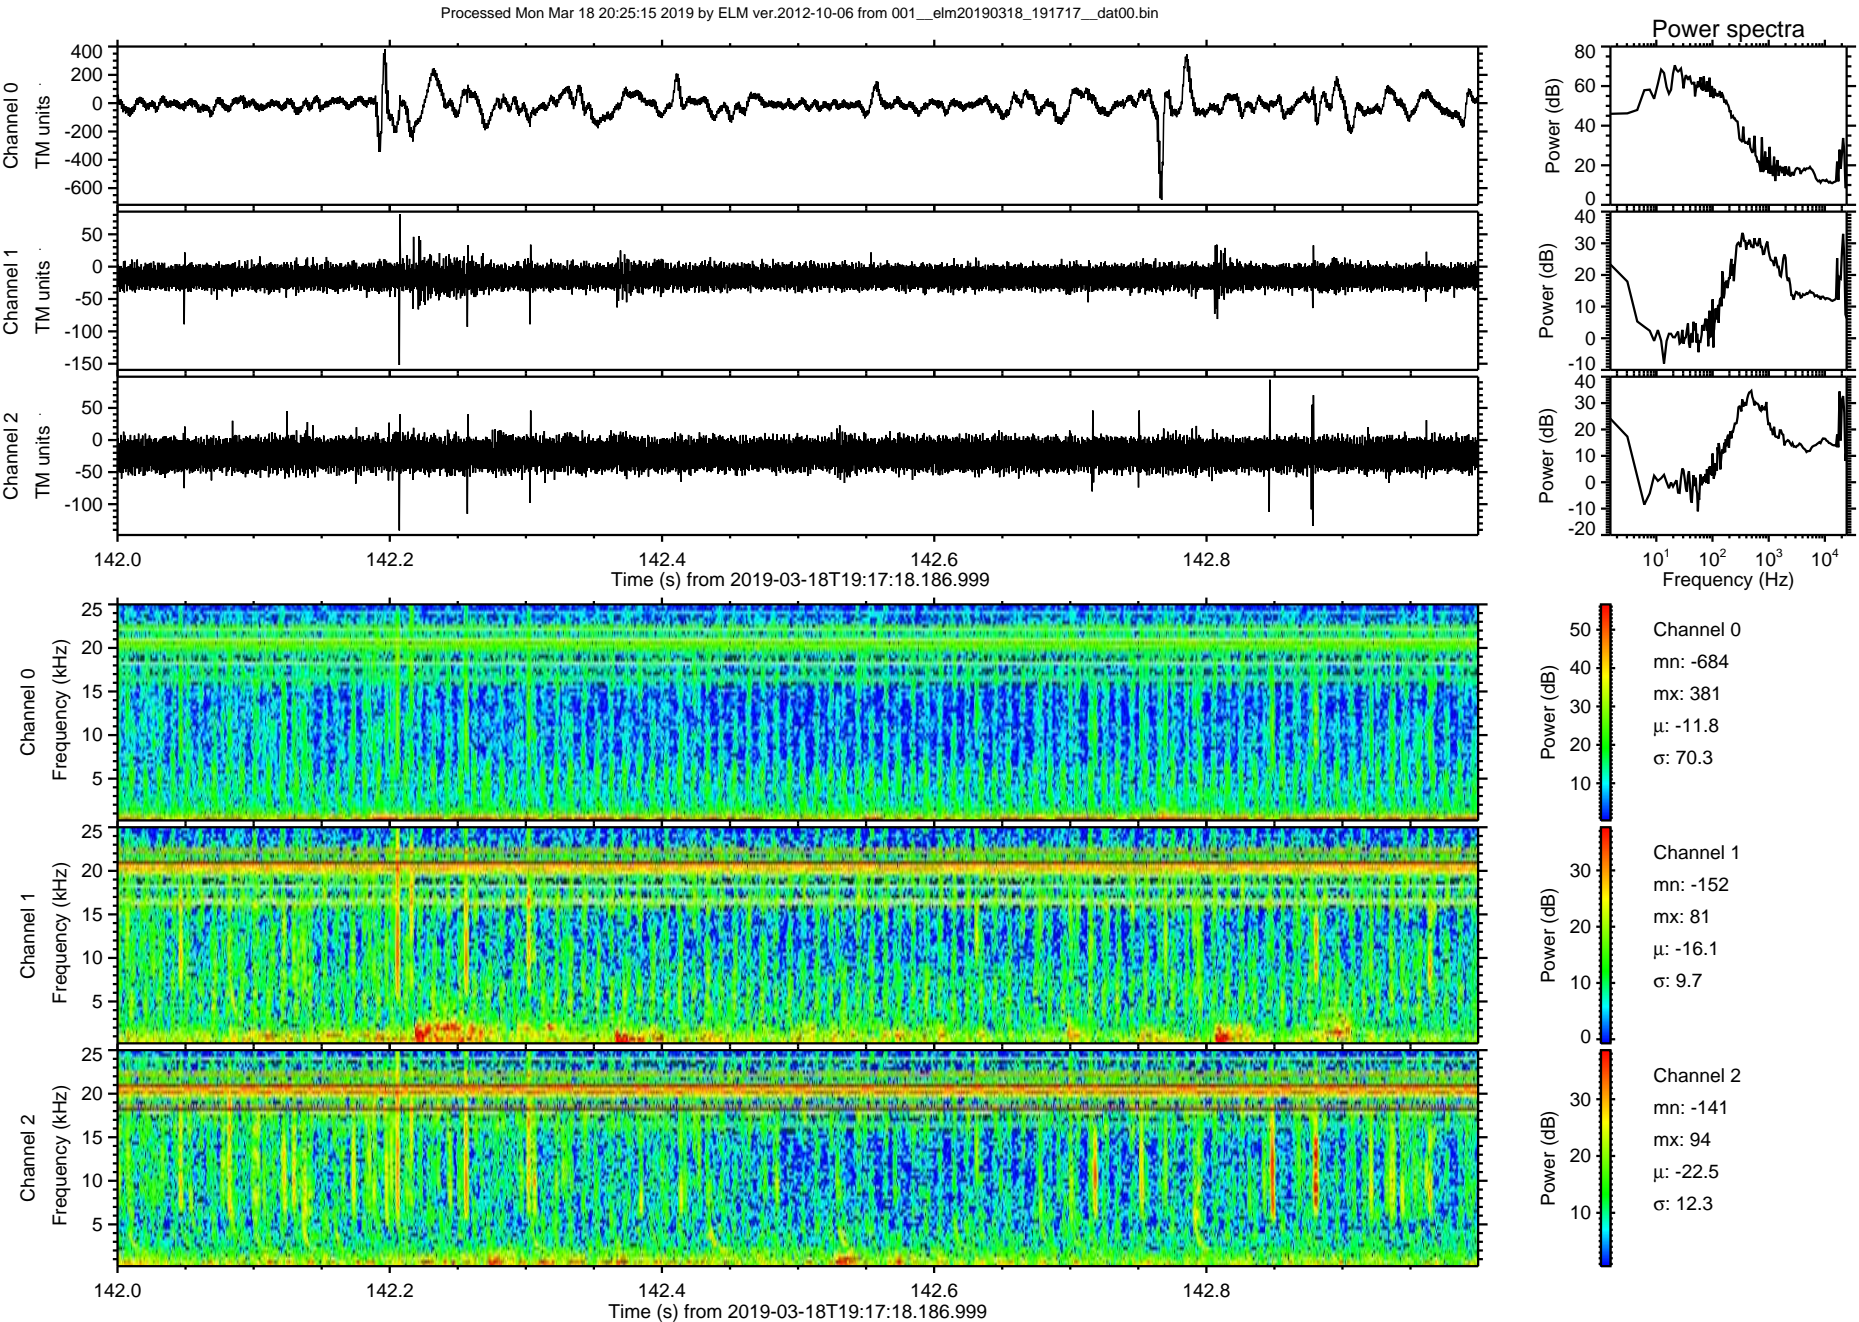 Processed Mon Mar 18 20:25:15 2019 by ELM ver.2012-10-06 from 001__elm20190318_191717__dat00.bin
Power spectra
Channel 0
TM units
400
200
0
-200
-400
-600
Power (dB)
80
60
40
20
0
Channel 1
TM units
50
0
-50
-100
-150
Power (dB)
40
30
20
10
0
-10
Channel 2
TM units
50
0
-50
-100
Power (dB)
40
30
20
10
0
-10
-20
142.0 142.2 142.4 142.6 142.8
Time (s) from 2019-03-18T19:17:18.186.999
10¹ 10² 10³ 10⁴
Frequency (Hz)
Channel 0
Frequency (kHz)
25
20
15
10
5
Power (dB)
50
40
30
20
10
Channel 0
mn: -684
mx: 381
μ: -11.8
σ: 70.3
Channel 1
Frequency (kHz)
25
20
15
10
5
Power (dB)
30
20
10
0
Channel 1
mn: -152
mx: 81
μ: -16.1
σ: 9.7
Channel 2
Frequency (kHz)
25
20
15
10
5
Power (dB)
30
20
10
Channel 2
mn: -141
mx: 94
μ: -22.5
σ: 12.3
142.0 142.2 142.4 142.6 142.8
Time (s) from 2019-03-18T19:17:18.186.999